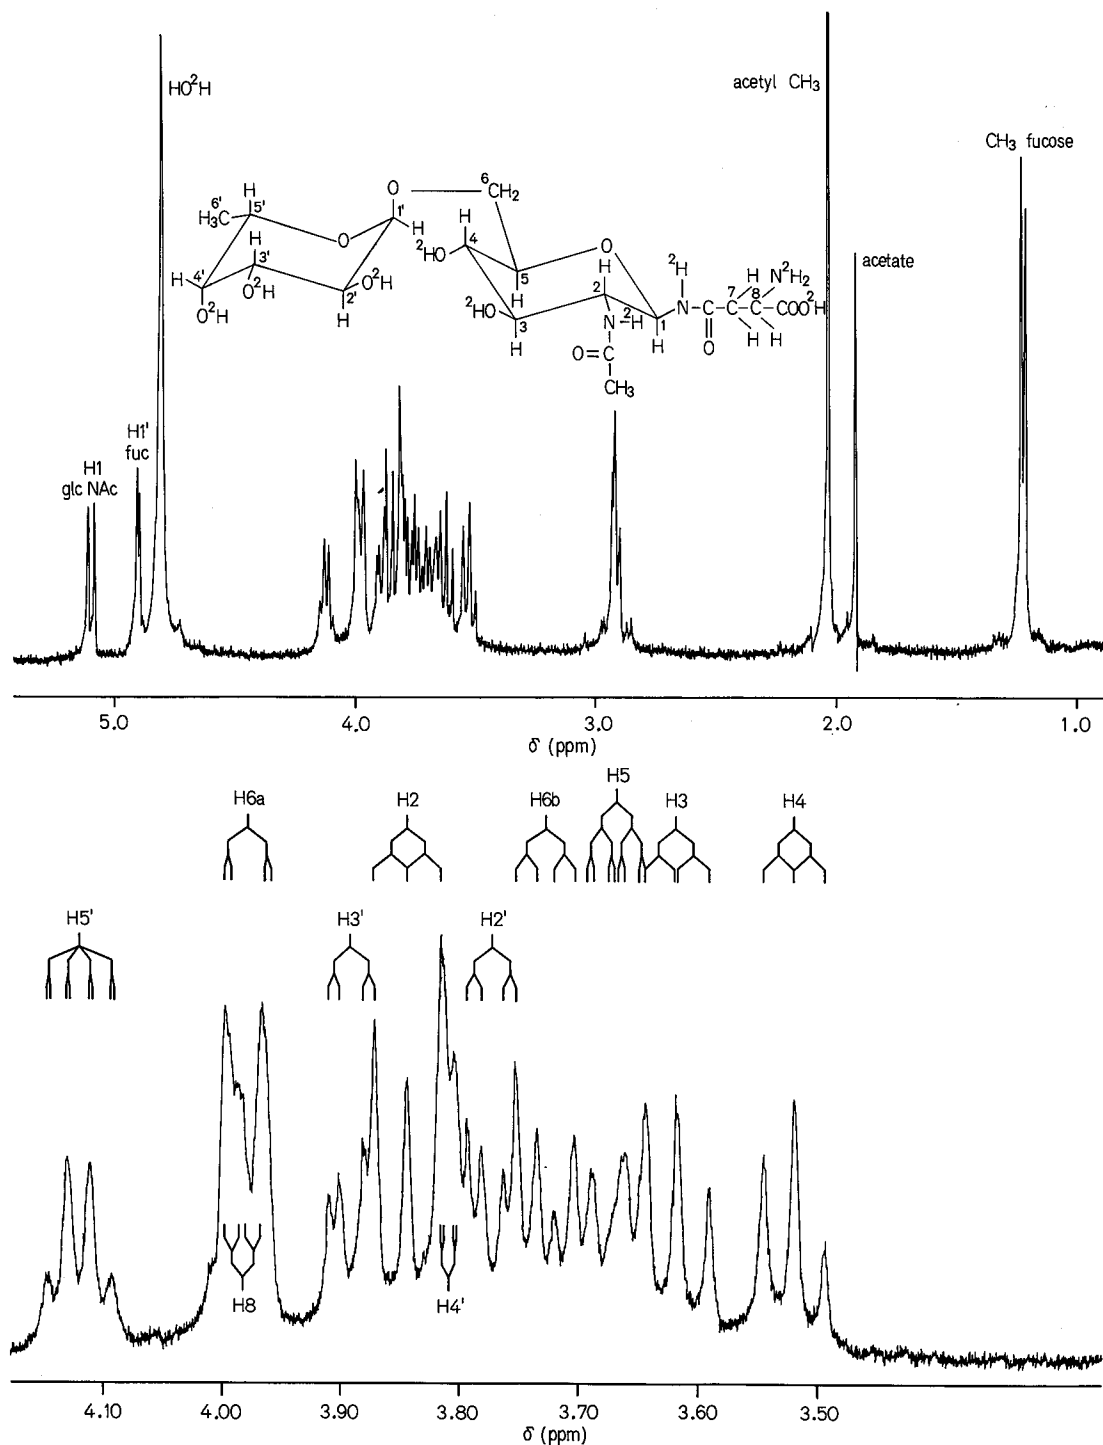 HO²H
acetyl CH₃
CH₃ fucose
H1'
fuc
H1
glc NAc
acetate
6
O
CH₂
H
6'
H₃C
5'
O
1'
H
H
3'
H
4'
O²H
O²H
2'
O²H
H
H
²HO
4
O
5
H
H
2
²H
²HO
3
H
N-²H
1
H
N
C
O
7
H
C
H
8
N²H₂
C
H
COO²H
O=C
CH₃
5.0 4.0 3.0 2.0 1.0
δ (ppm)
H6a H2 H6b H5 H3 H4
H5' H3' H2'
H8 H4'
4.10 4.00 3.90 3.80 3.70 3.60 3.50
δ (ppm)